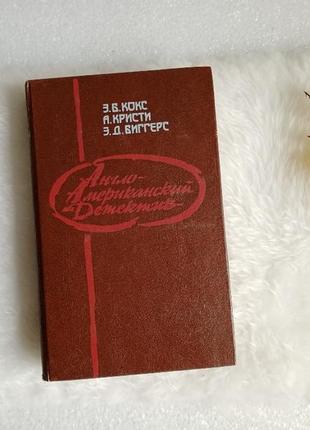 Э.Б.КОКС
А.КРИСТИ
Э.Д.БИГГЕРС
Англо-
Американский
Детектив